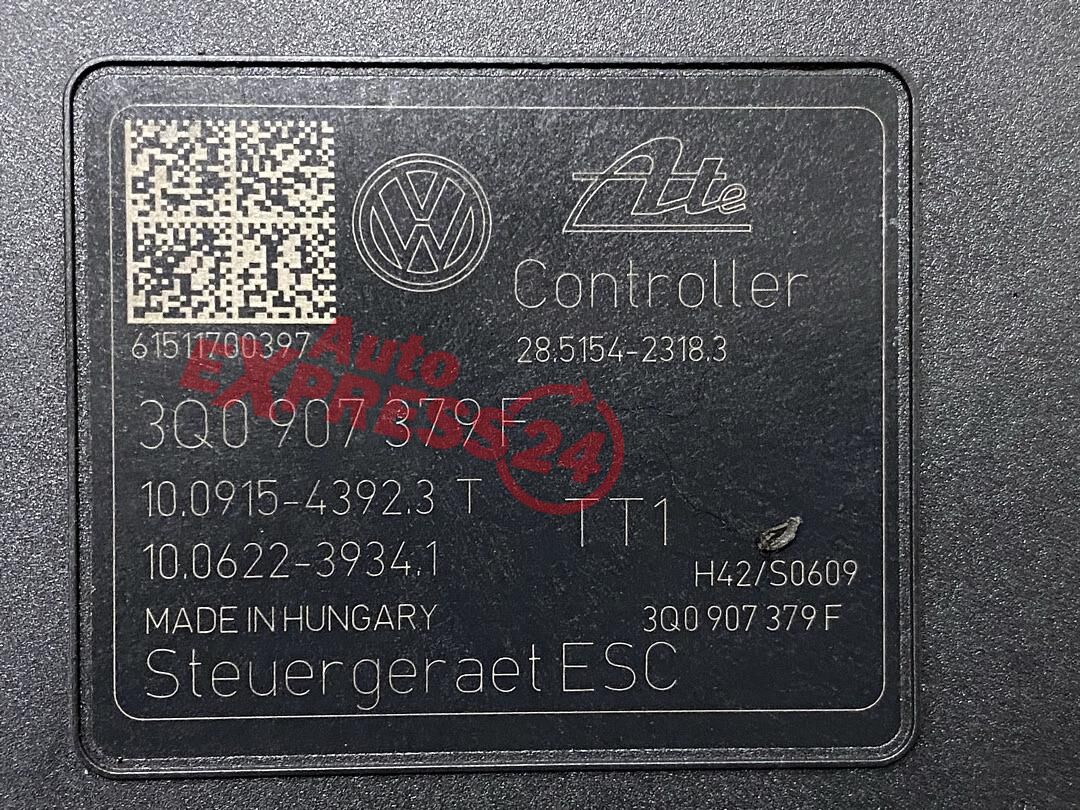 Ate
Controller
61511700397
28.5154-2318.3
Auto
EXPRESS24
3Q0 907 379 F
10.0915-4392.3 T
TT1
10.0622-3934.1
H42/S0609
MADE IN HUNGARY
3Q0 907 379 F
Steuergeraet ESC